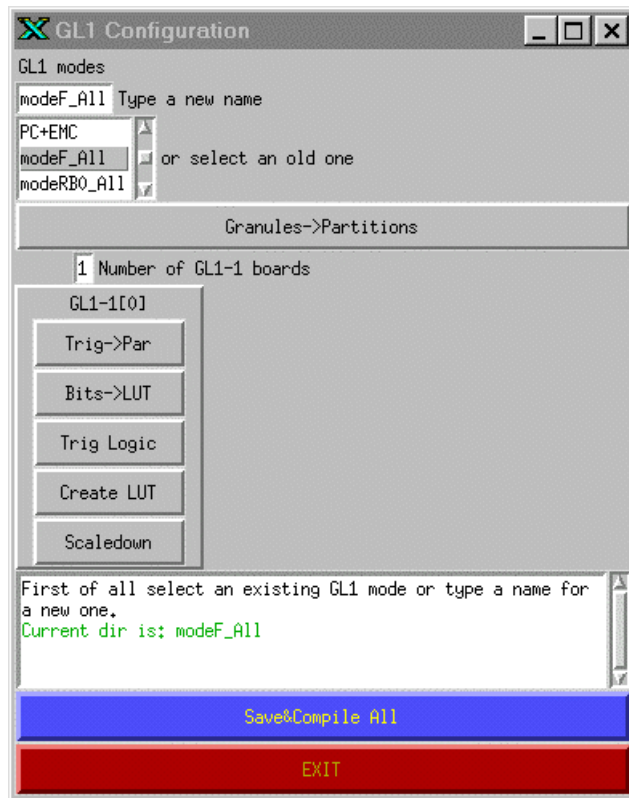 GL1 Configuration
GL1 modes
modeF_All Type a new name
PC+EMC
modeF_All or select an old one
modeRBO_All
Granules->Partitions
1 Number of GL1-1 boards
GL1-1[0]
Trig->Par
Bits->LUT
Trig Logic
Create LUT
Scaledown
First of all select an existing GL1 mode or type a name for
a new one.
Current dir is: modeF_All
Save&Compile All
EXIT